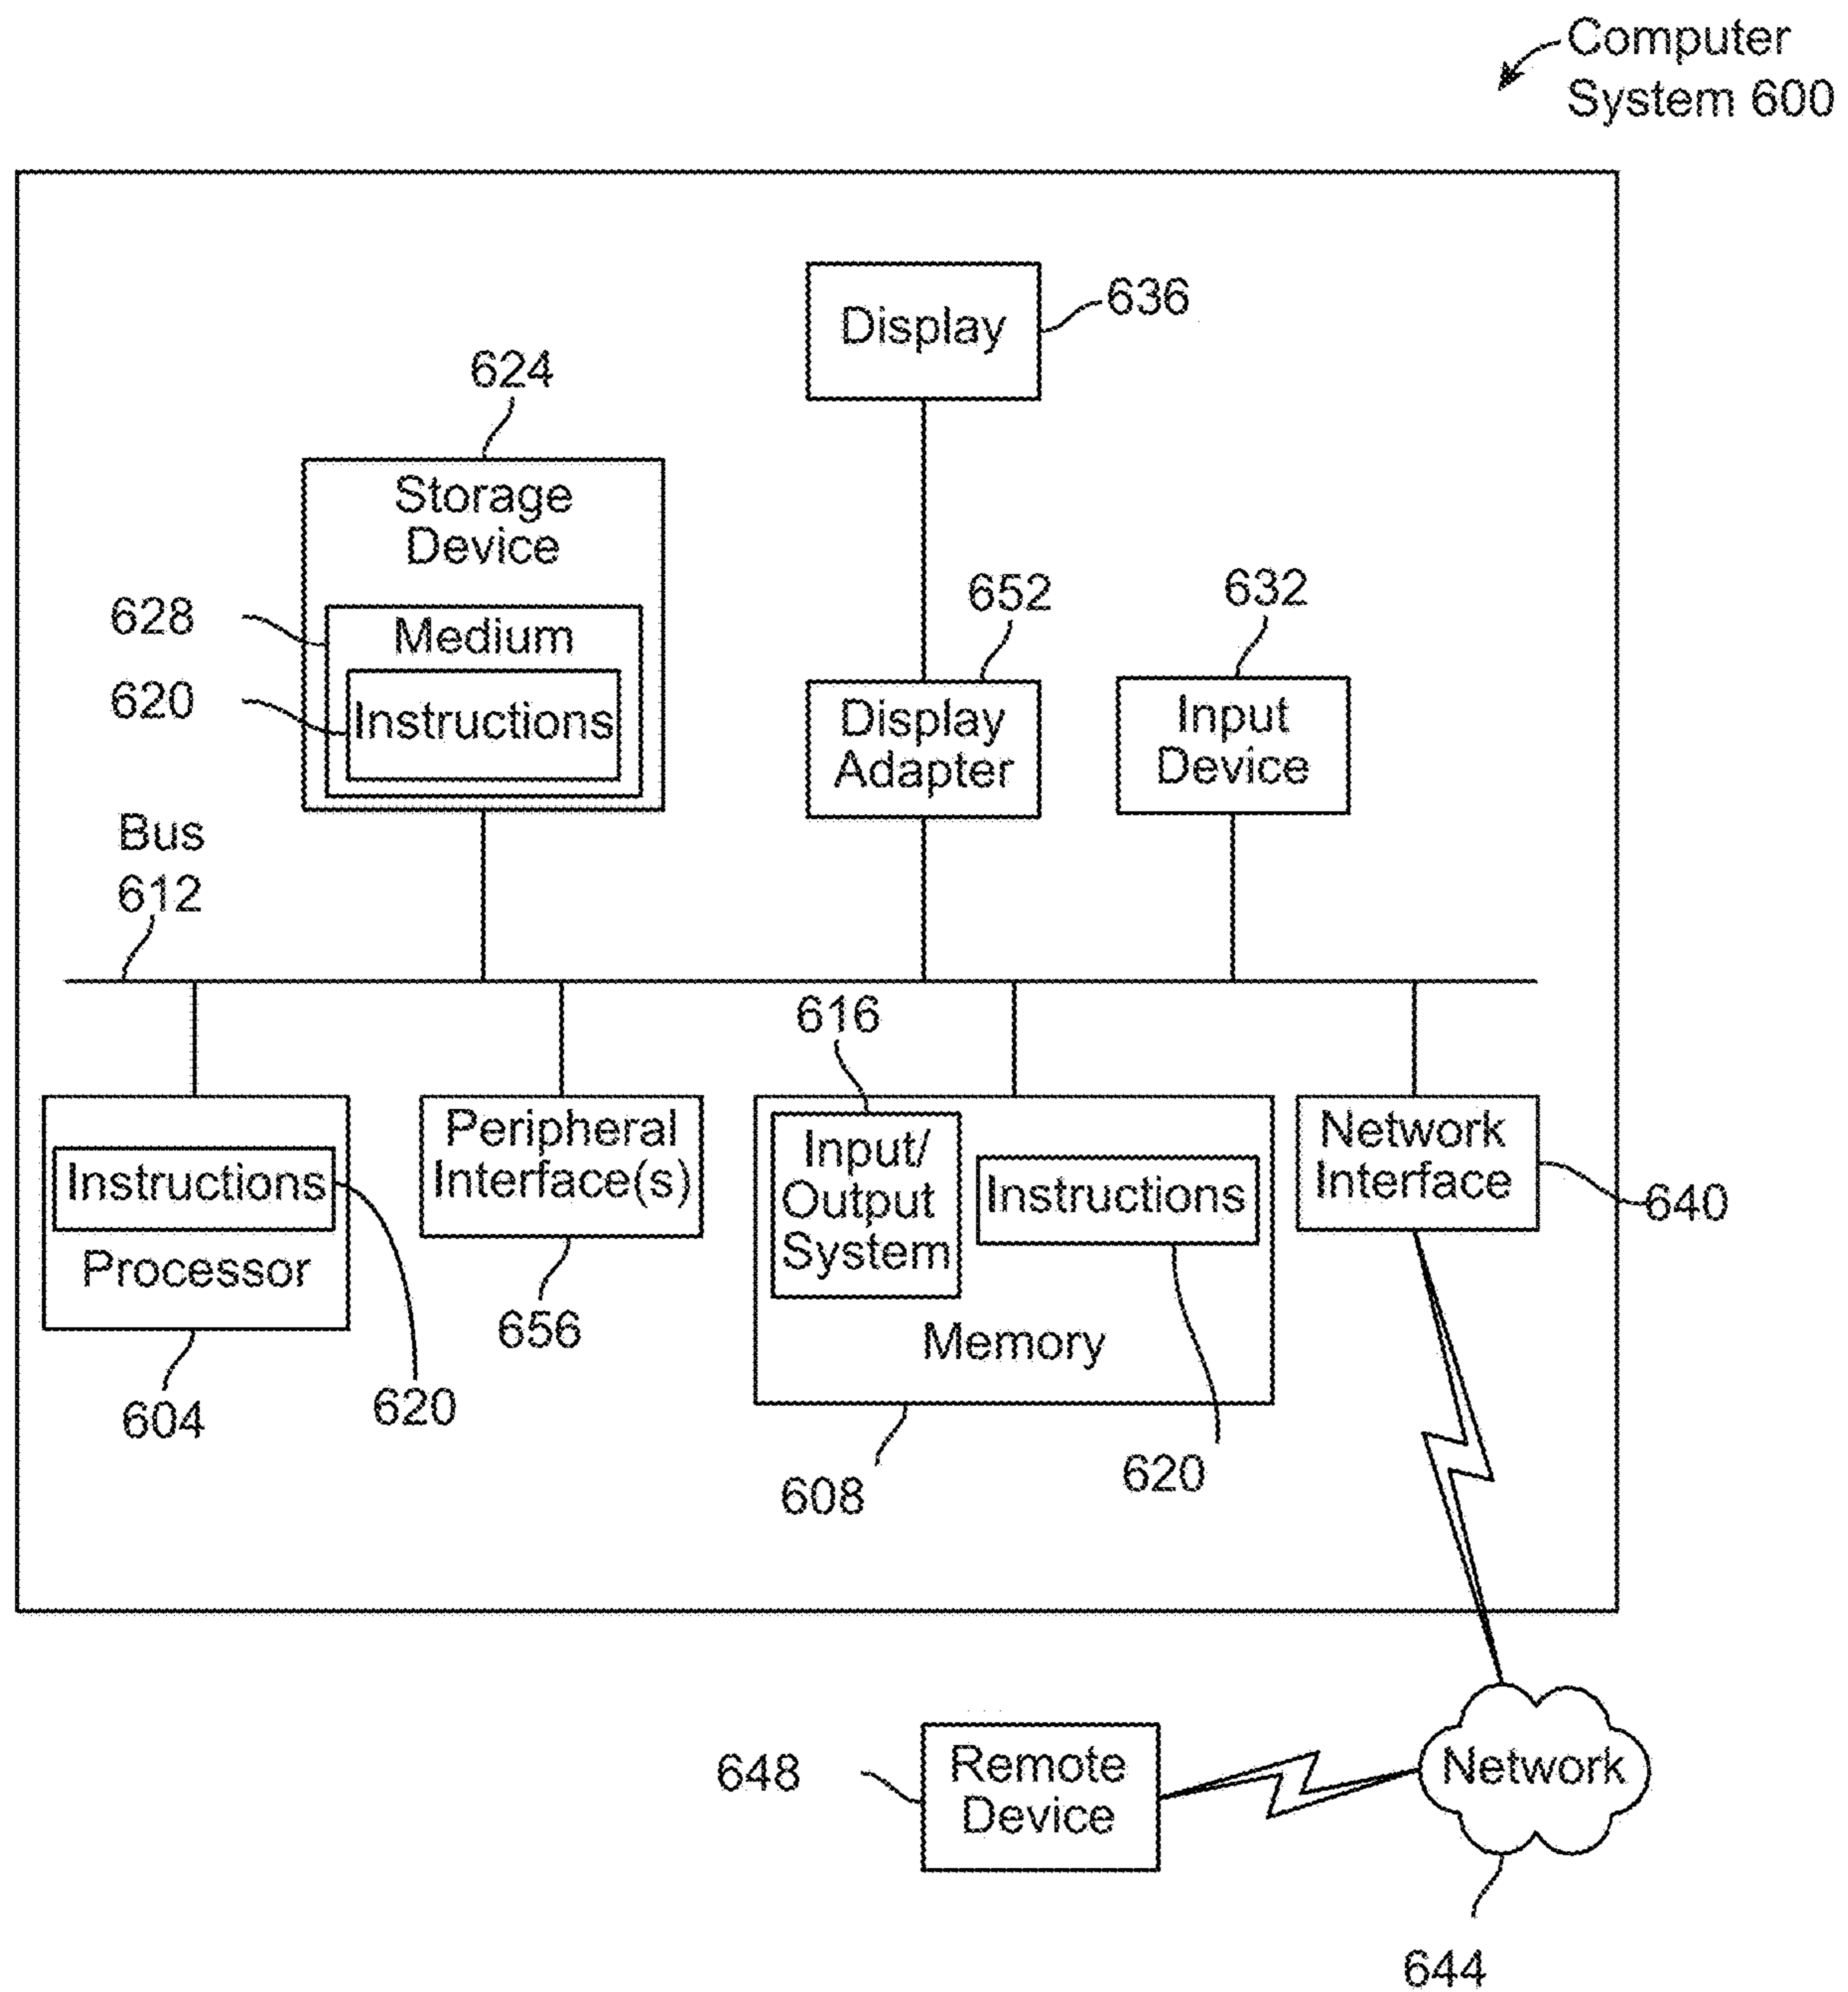 Computer
System 600
Display
636
624
Storage
Device
628
Medium
620
Instructions
652
Display
Adapter
632
Input
Device
Bus
612
616
Instructions
Processor
604
620
Peripheral
Interface(s)
656
Input/
Output
System
Instructions
Memory
608
620
Network
Interface
640
648
Remote
Device
Network
644